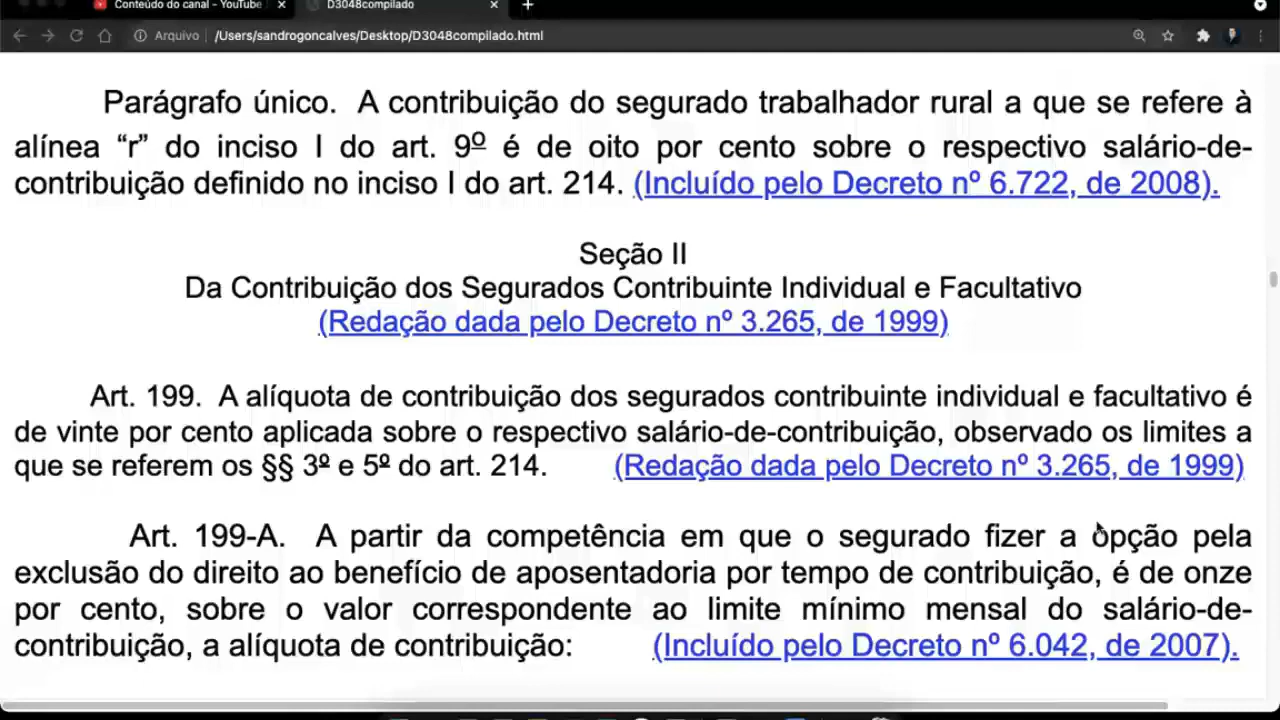 Conteúdo do canal - YouTube
D3048compilado
Arquivo
/Users/sandrogoncalves/Desktop/D3048compilado.html
Parágrafo único. A contribuição do segurado trabalhador rural a que se refere à
alínea “r” do inciso I do art. 9º é de oito por cento sobre o respectivo salário-de-
contribuição definido no inciso I do art. 214. (Incluído pelo Decreto nº 6.722, de 2008).
Seção II
Da Contribuição dos Segurados Contribuinte Individual e Facultativo
(Redação dada pelo Decreto nº 3.265, de 1999)
Art. 199. A alíquota de contribuição dos segurados contribuinte individual e facultativo é
de vinte por cento aplicada sobre o respectivo salário-de-contribuição, observado os limites a
que se referem os §§ 3º e 5º do art. 214. (Redação dada pelo Decreto nº 3.265, de 1999)
Art. 199-A. A partir da competência em que o segurado fizer a opção pela
exclusão do direito ao benefício de aposentadoria por tempo de contribuição, é de onze
por cento, sobre o valor correspondente ao limite mínimo mensal do salário-de-
contribuição, a alíquota de contribuição: (Incluído pelo Decreto nº 6.042, de 2007).